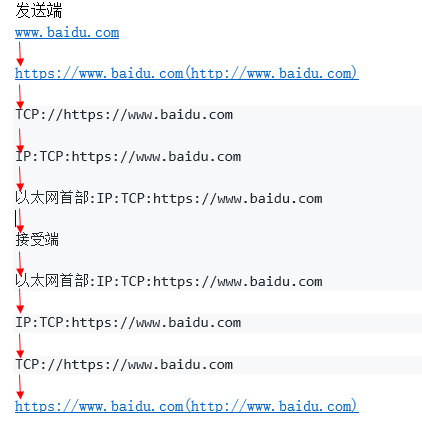 发送端
www.baidu.com
https://www.baidu.com(http://www.baidu.com)
TCP://https://www.baidu.com
IP:TCP:https://www.baidu.com
以太网首部:IP:TCP:https://www.baidu.com
接受端
以太网首部:IP:TCP:https://www.baidu.com
IP:TCP:https://www.baidu.com
TCP://https://www.baidu.com
https://www.baidu.com(http://www.baidu.com)